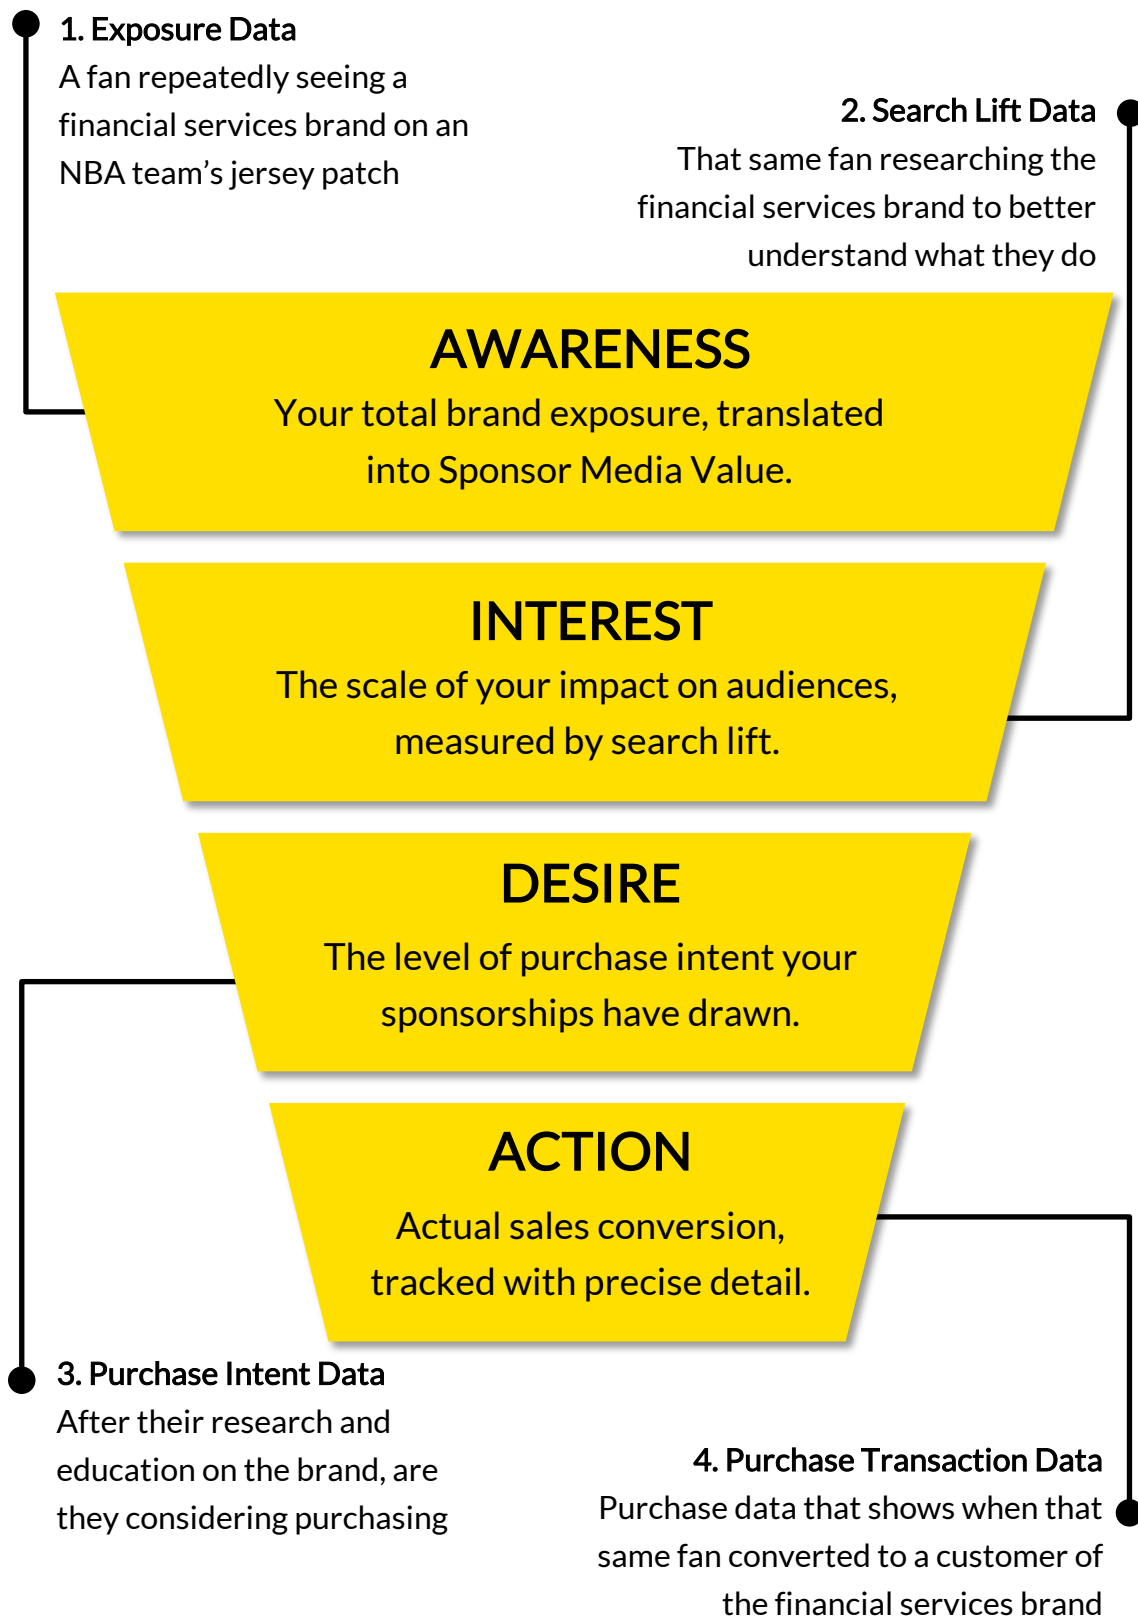 1. Exposure Data
A fan repeatedly seeing a
financial services brand on an
NBA team's jersey patch
2. Search Lift Data
That same fan researching the
financial services brand to better
understand what they do
AWARENESS
Your total brand exposure, translated
into Sponsor Media Value.
INTEREST
The scale of your impact on audiences,
measured by search lift.
DESIRE
The level of purchase intent your
sponsorships have drawn.
ACTION
Actual sales conversion,
tracked with precise detail.
3. Purchase Intent Data
After their research and
education on the brand, are
they considering purchasing
4. Purchase Transaction Data
Purchase data that shows when that
same fan converted to a customer of
the financial services brand